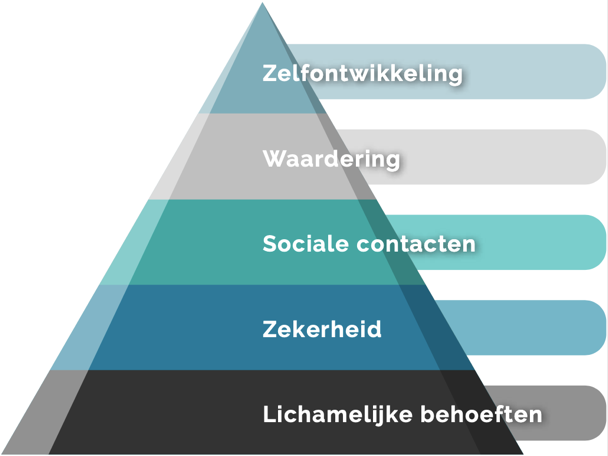 Zelfontwikkeling
Waardering
Sociale contacten
Zekerheid
Lichamelijke behoeften